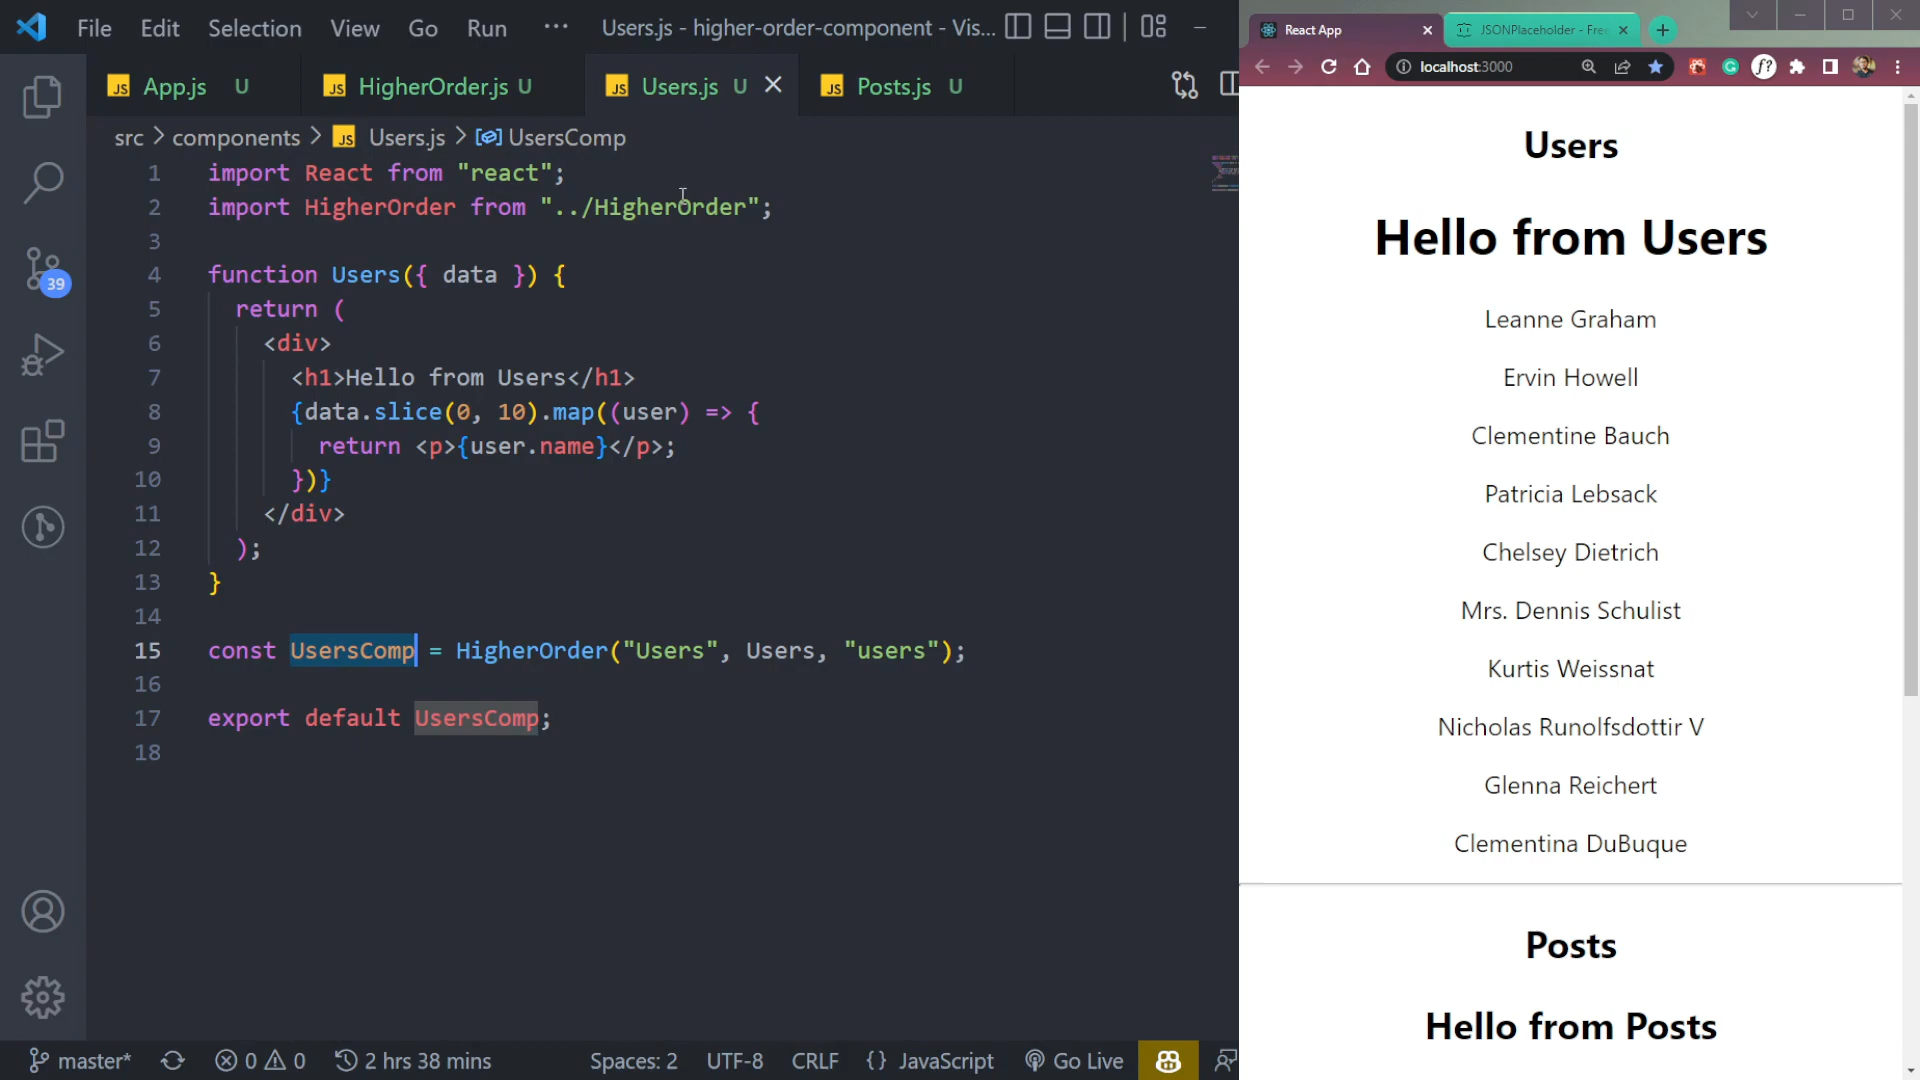 File Edit Selection View Go Run ··· Users.js - higher-order-component - Vis...
JS App.js U JS HigherOrder.js U JS Users.js U JS Posts.js U
src > components > JS Users.js > UsersComp
1 import React from "react";
2 import HigherOrder from "../HigherOrder";
3
4 function Users({ data }) {
5 return (
6 <div>
7 <h1>Hello from Users</h1>
8 {data.slice(0, 10).map((user) => {
9 return <p>{user.name}</p>;
10 })}
11 </div>
12 );
13 }
14
15 const UsersComp = HigherOrder("Users", Users, "users");
16
17 export default UsersComp;
18
39
master* 0 0 2 hrs 38 mins Spaces: 2 UTF-8 CRLF {} JavaScript Go Live
React App JSONPlaceholder - Fre
localhost:3000 f?
Users
Hello from Users
Leanne Graham
Ervin Howell
Clementine Bauch
Patricia Lebsack
Chelsey Dietrich
Mrs. Dennis Schulist
Kurtis Weissnat
Nicholas Runolfsdottir V
Glenna Reichert
Clementina DuBuque
Posts
Hello from Posts